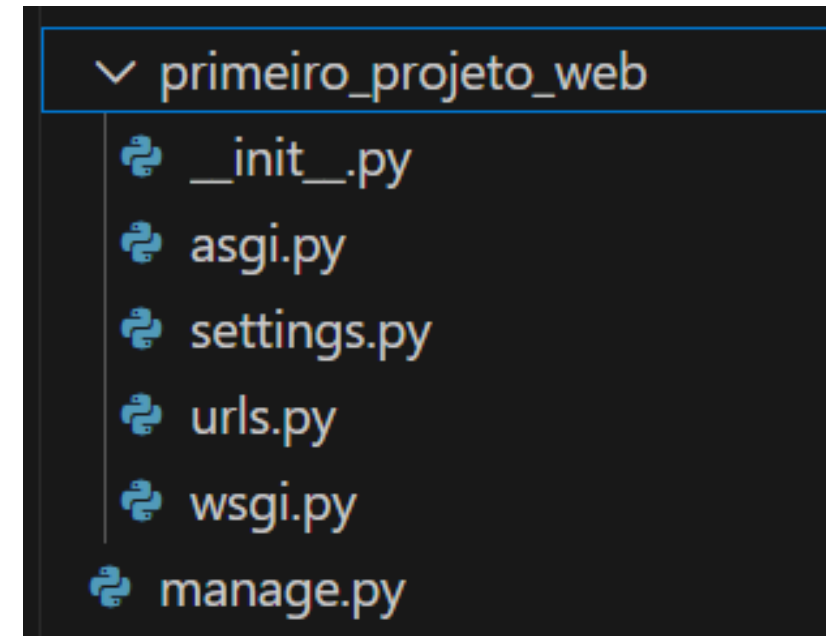 primeiro_projeto_web
__init__.py
asgi.py
settings.py
urls.py
wsgi.py
manage.py